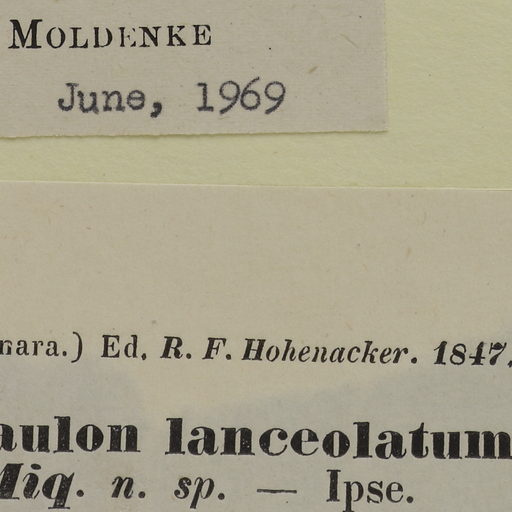 MOLDENKE
June, 1969
nara.) Ed. R. F. Hohenacker. 1847.
aulon lanceolatum
Miq. n. sp. — Ipse.